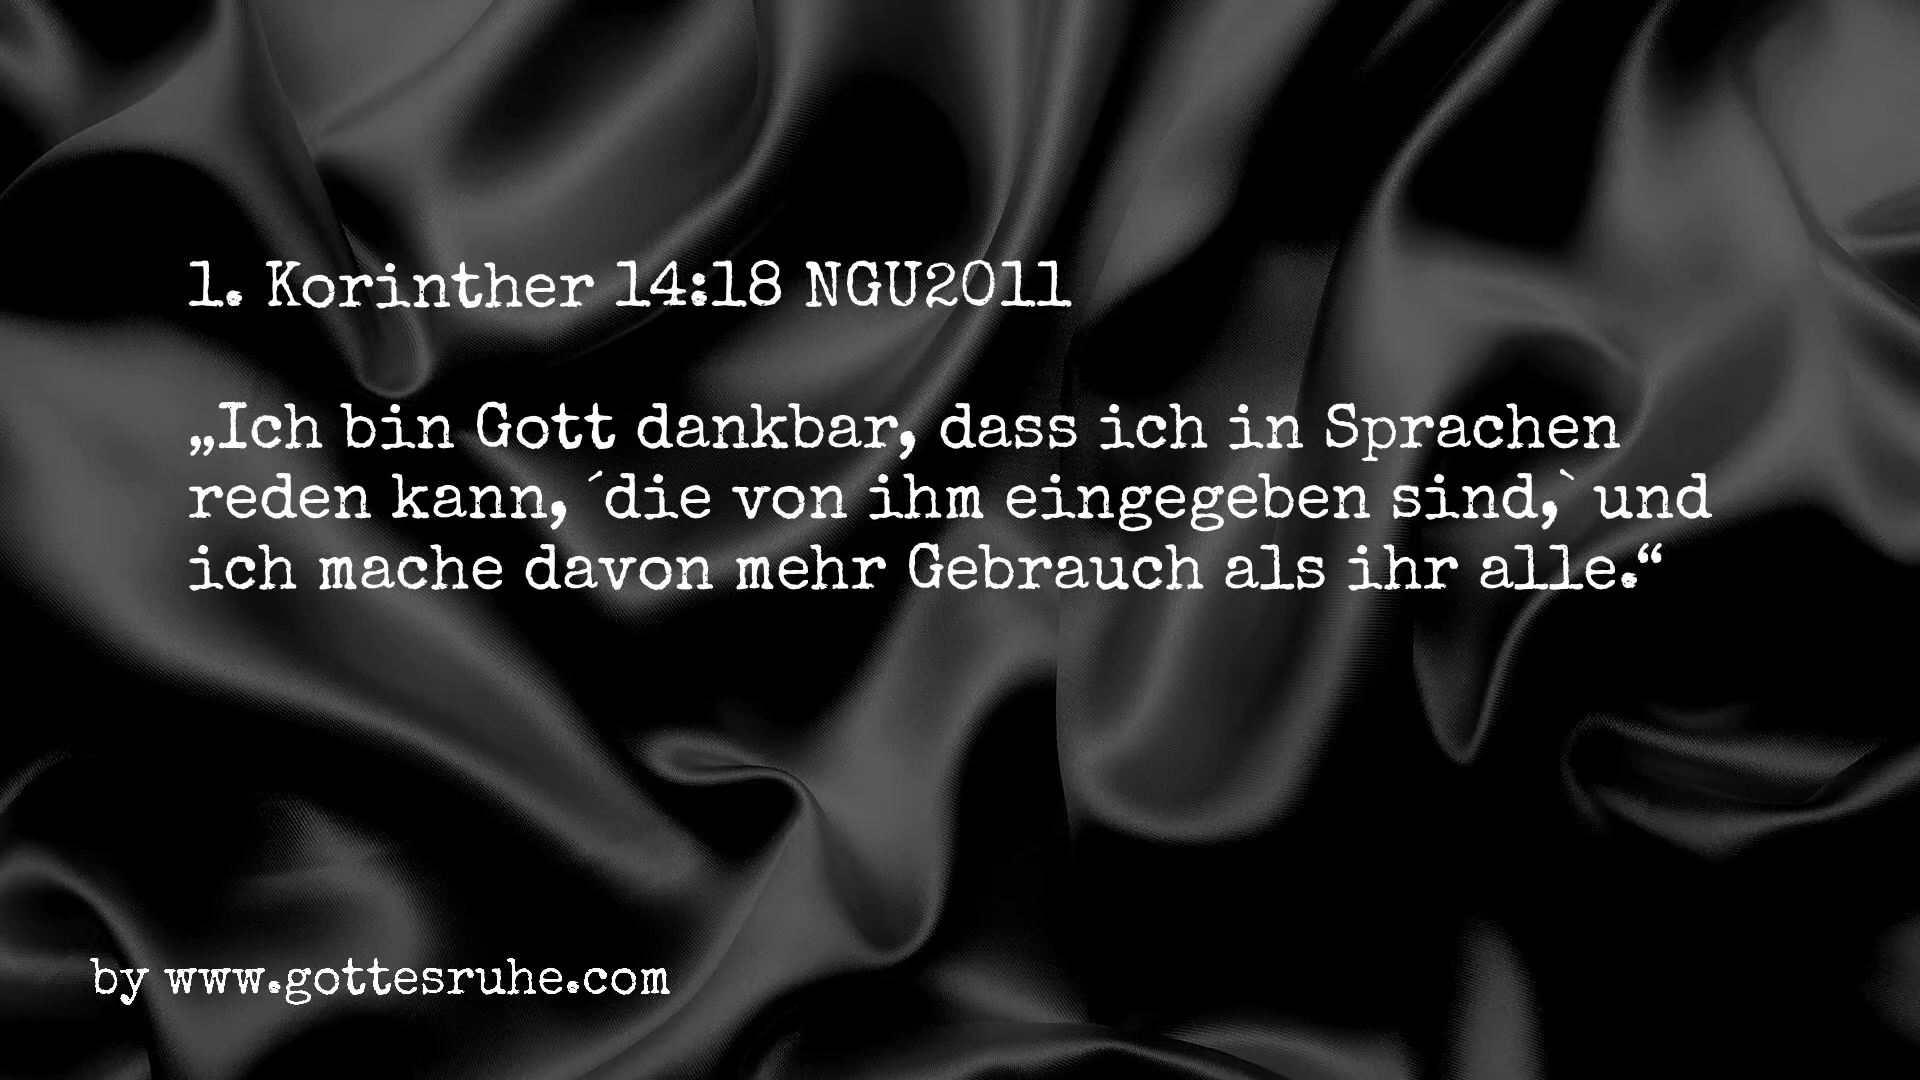 1. Korinther 14:18 NGU2011
„Ich bin Gott dankbar, dass ich in Sprachen
reden kann, ´die von ihm eingegeben sind,` und
ich mache davon mehr Gebrauch als ihr alle.“
by www.gottesruhe.com